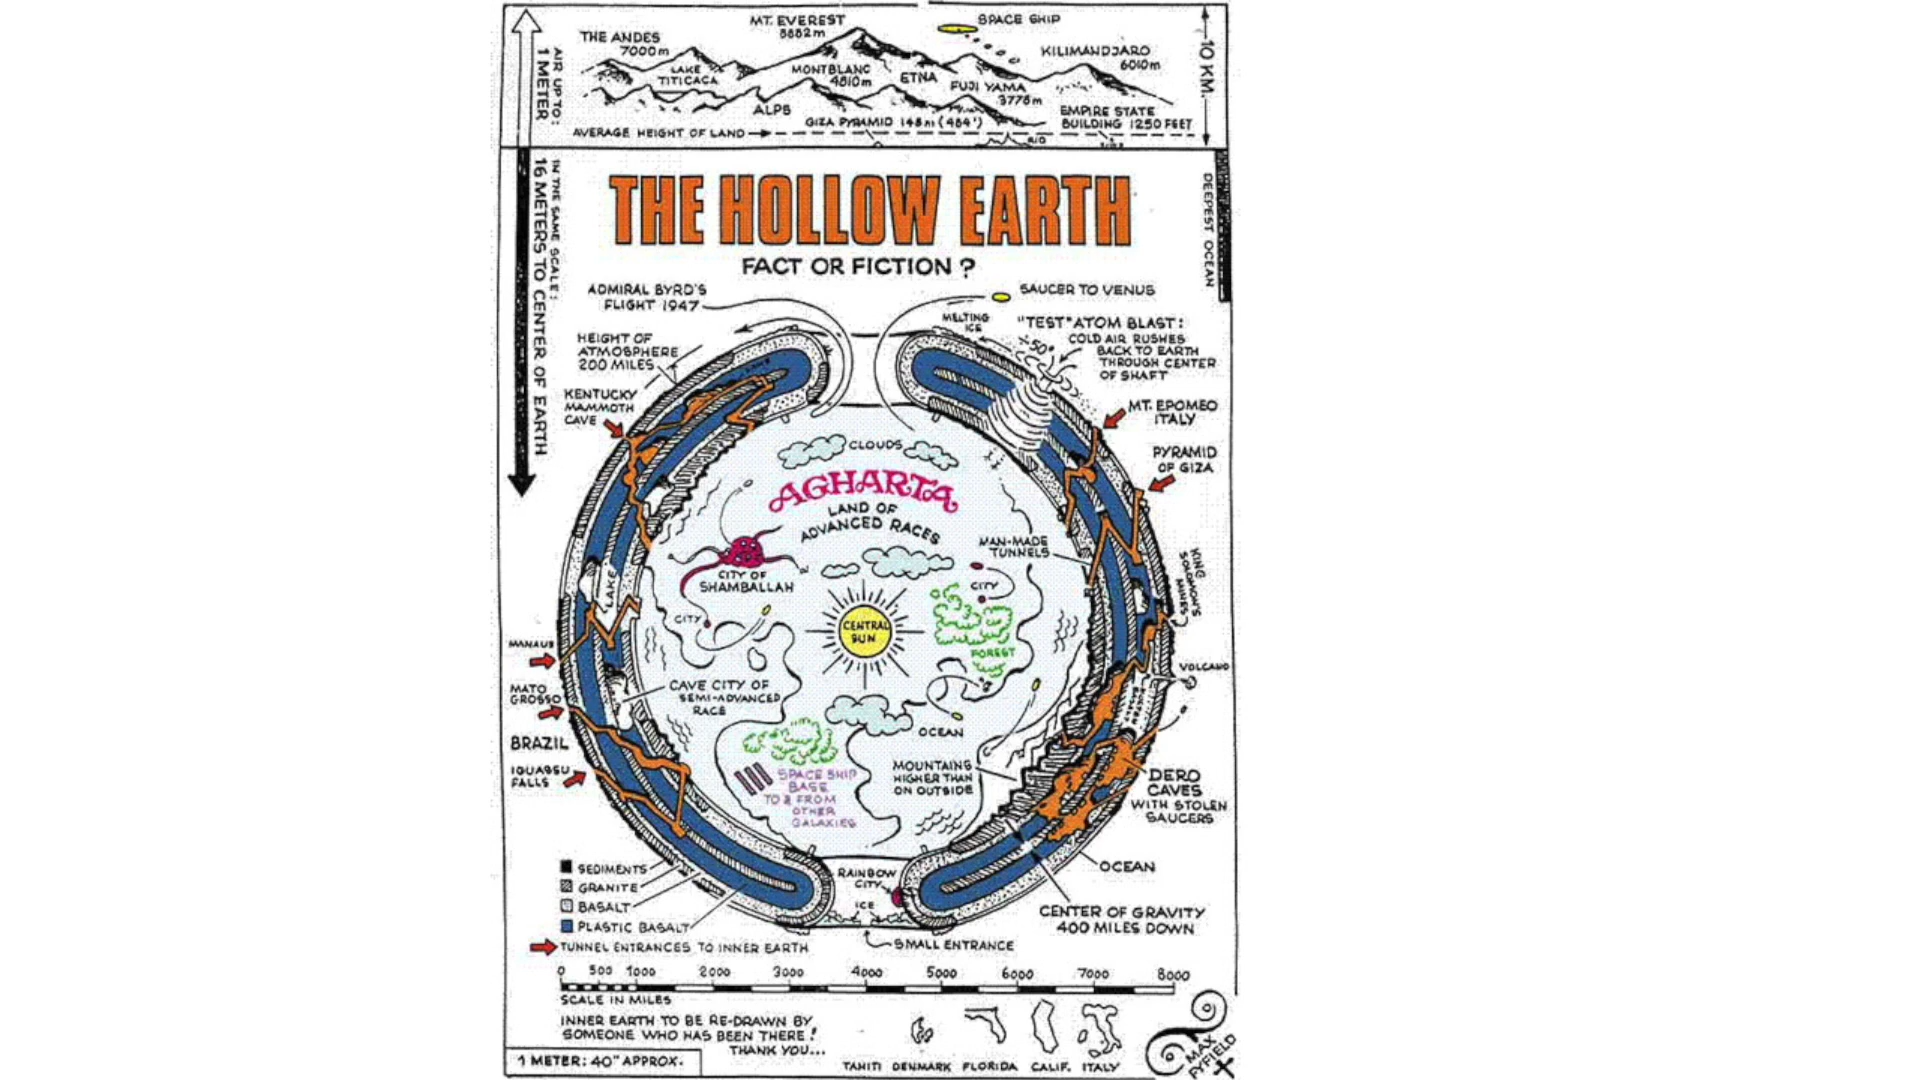 MT. EVEREST
8882m
SPACE SHIP
THE ANDES
7000m
KILIMANDJARO
6010m
LAKE
TITICACA
MONTBLANC
4810m
ETNA
FUJI YAMA
3776m
ALPS
GIZA PYRAMID 148m (484')
EMPIRE STATE
BUILDING 1250 FEET
AVERAGE HEIGHT OF LAND
RIO
10 KM.
AIR UP TO:
1 METER
IN THE SAME SCALE:
16 METERS TO CENTER OF EARTH
DEEPEST OCEAN
THE HOLLOW EARTH
FACT OR FICTION?
ADMIRAL BYRD'S
FLIGHT 1947
SAUCER TO VENUS
MELTING
ICE
"TEST" ATOM BLAST:
COLD AIR RUSHES
BACK TO EARTH
THROUGH CENTER
OF SHAFT
+50°
HEIGHT OF
ATMOSPHERE
200 MILES
LAKE
KENTUCKY
MAMMOTH
CAVE
MT. EPOMEO
ITALY
PYRAMID
OF GIZA
CLOUDS
AGHARTA
LAND OF
ADVANCED RACES
MAN-MADE
TUNNELS
CITY OF
SHAMBALLAH
CITY
KING
SOLOMON'S
MINES
LAKE
CITY
CENTRAL
SUN
FOREST
MANAUS
VOLCANO
MATO
GROSSO
CAVE CITY OF
SEMI-ADVANCED
RACE
BRAZIL
OCEAN
IGUASSU
FALLS
SPACE SHIP
BASE
TO & FROM
OTHER
GALAXIES
MOUNTAINS
HIGHER THAN
ON OUTSIDE
DERO
CAVES
WITH STOLEN
SAUCERS
OCEAN
SEDIMENTS
GRANITE
BASALT
PLASTIC BASALT
TUNNEL ENTRANCES TO INNER EARTH
RAINBOW
CITY
ICE
CENTER OF GRAVITY
400 MILES DOWN
SMALL ENTRANCE
0 500 1000 2000 3000 4000 5000 6000 7000 8000
SCALE IN MILES
INNER EARTH TO BE RE-DRAWN BY
SOMEONE WHO HAS BEEN THERE!
THANK YOU...
1 METER: 40" APPROX.
TAHITI DENMARK FLORIDA CALIF. ITALY
MAX
FYFIELD